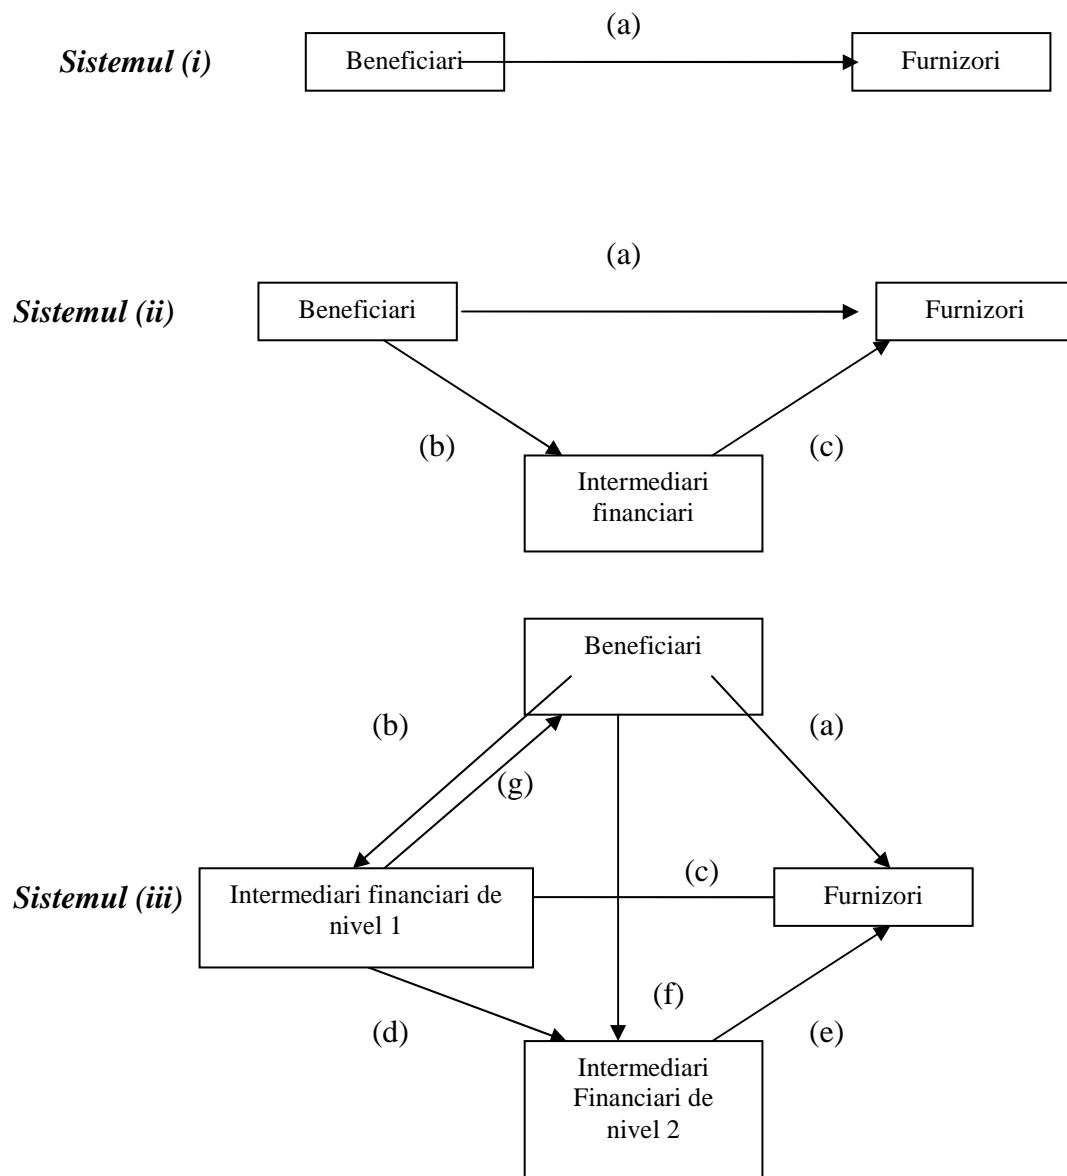 (a)
Sistemul (i)
Beneficiari
Furnizori
(a)
Sistemul (ii)
Beneficiari
Furnizori
(b)
(c)
Intermediari
financiari
Beneficiari
(b)
(a)
(g)
Sistemul (iii)
Intermediari financiari de
nivel 1
(c)
Furnizori
(d)
(f)
(e)
Intermediari
Financiari de
nivel 2